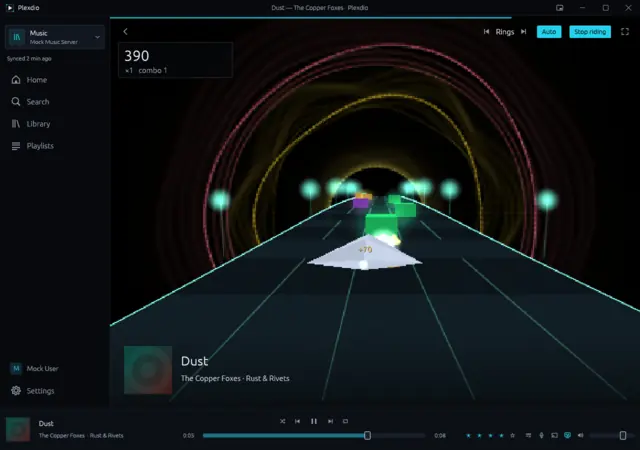 Plexdio
Dust — The Copper Foxes · Plexdio
Music
Mock Music Server
Synced 2 min ago
Home
Search
Library
Playlists
390
×1 combo 1
Rings
Auto
Stop riding
+70
Dust
The Copper Foxes · Rust & Rivets
M
Mock User
Settings
Dust
The Copper Foxes · Rust & Rivets
0:03
0:08